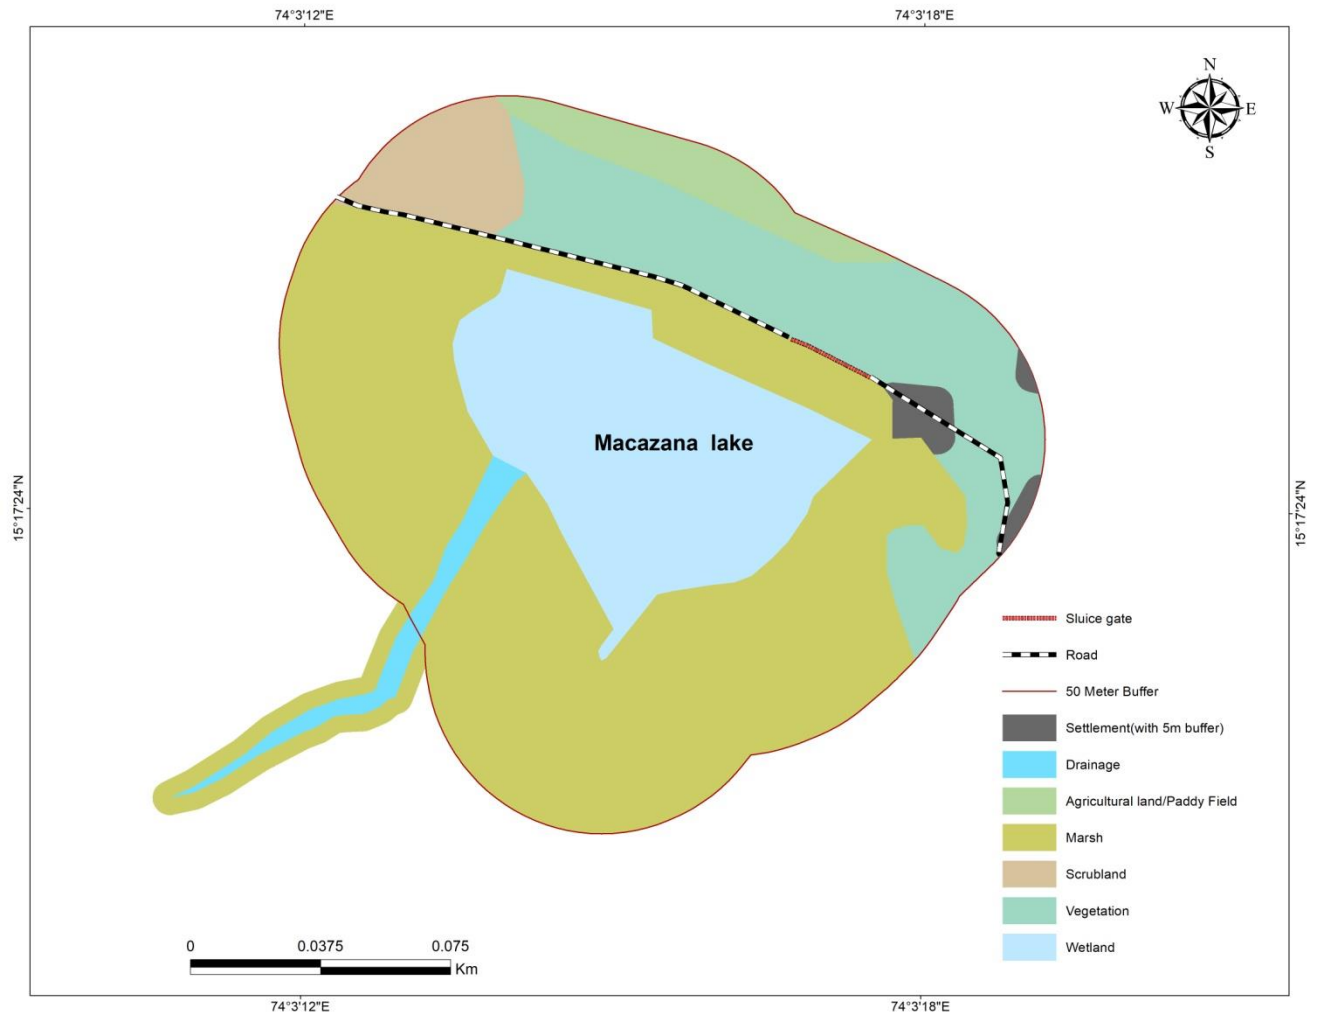 74°3'12"E
74°3'18"E
N
W
E
S
Macazana lake
15°17'24"N
15°17'24"N
Sluice gate
Road
50 Meter Buffer
Settlement(with 5m buffer)
Drainage
Agricultural land/Paddy Field
Marsh
Scrubland
Vegetation
Wetland
0
0.0375
0.075
Km
74°3'12"E
74°3'18"E